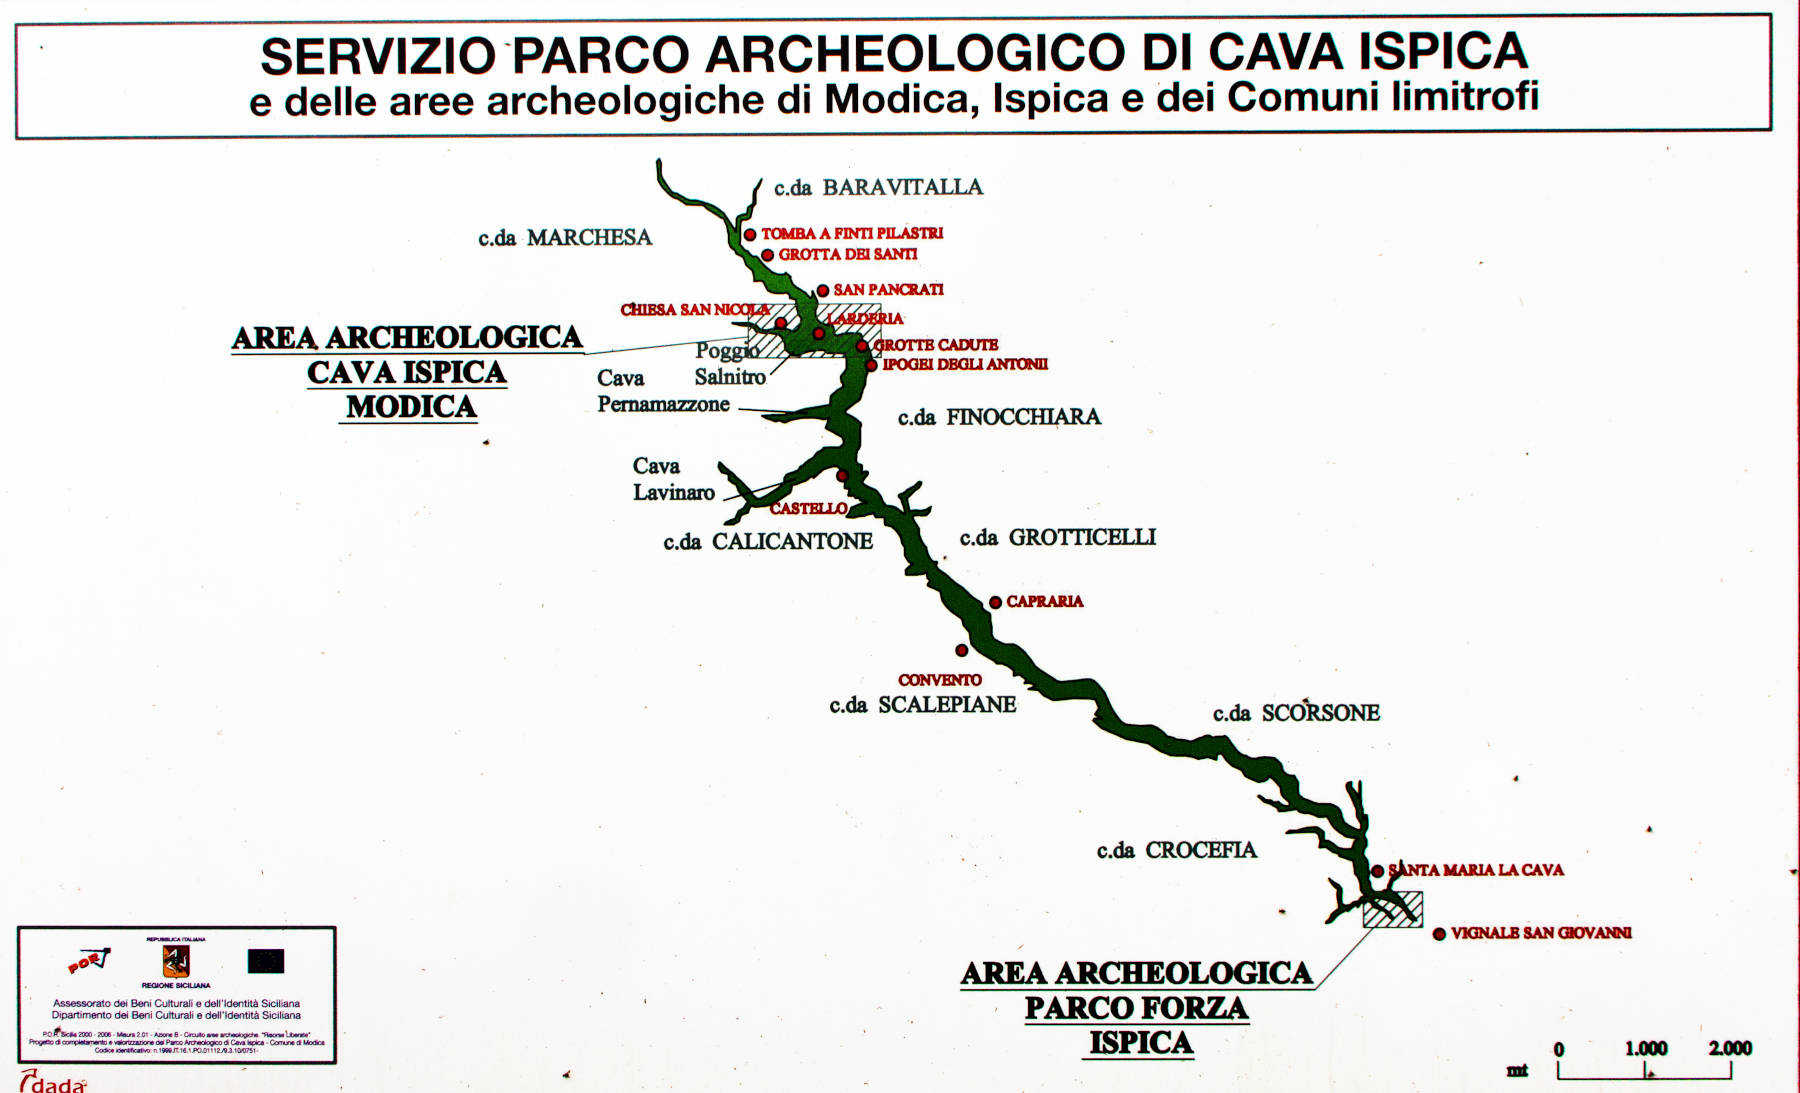 SERVIZIO PARCO ARCHEOLOGICO DI CAVA ISPICA
e delle aree archeologiche di Modica, Ispica e dei Comuni limitrofi
c.da BARAVITALLA
c.da MARCHESA
TOMBA A FINTI PILASTRI
GROTTA DEI SANTI
SAN PANCRATI
CHIESA SAN NICOLA
LARDERIA
AREA ARCHEOLOGICA
CAVA ISPICA
MODICA
GROTTE CADUTE
Poggio
Salnitro
IPOGEI DEGLI ANTONII
Cava
Pernamazzone
c.da FINOCCHIARA
Cava
Lavinaro
CASTELLO
c.da CALICANTONE
c.da GROTTICELLI
CAPRARIA
CONVENTO
c.da SCALEPIANE
c.da SCORSONE
c.da CROCEFIA
SANTA MARIA LA CAVA
VIGNALE SAN GIOVANNI
AREA ARCHEOLOGICA
PARCO FORZA
ISPICA
mt 0 1.000 2.000
POR
REPUBBLICA ITALIANA
REGIONE SICILIANA
Assessorato dei Beni Culturali e dell'Identità Siciliana
Dipartimento dei Beni Culturali e dell'Identità Siciliana
P.O.R. Sicilia 2000 - 2006 - Misura 2.01 - Azione B - Circuito aree archeologiche. "Risorse Liberate"
Progetto di completamento e valorizzazione del Parco Archeologico di Cava Ispica - Comune di Modica
Codice identificativo: n.1999.IT.16.1.PO.011/1.12./9.3.10/0751-
dada